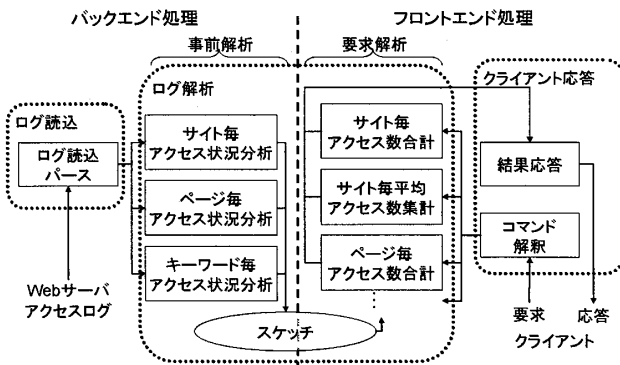 バックエンド処理
フロントエンド処理
事前解析
要求解析
ログ解析
クライアント応答
ログ読込
ログ読込
パース
サイト毎
アクセス状況分析
ページ毎
アクセス状況分析
キーワード毎
アクセス状況分析
サイト毎
アクセス数合計
サイト毎平均
アクセス数集計
ページ毎
アクセス数合計
結果応答
コマンド
解釈
Webサーバ
アクセスログ
スケッチ
要求
応答
クライアント